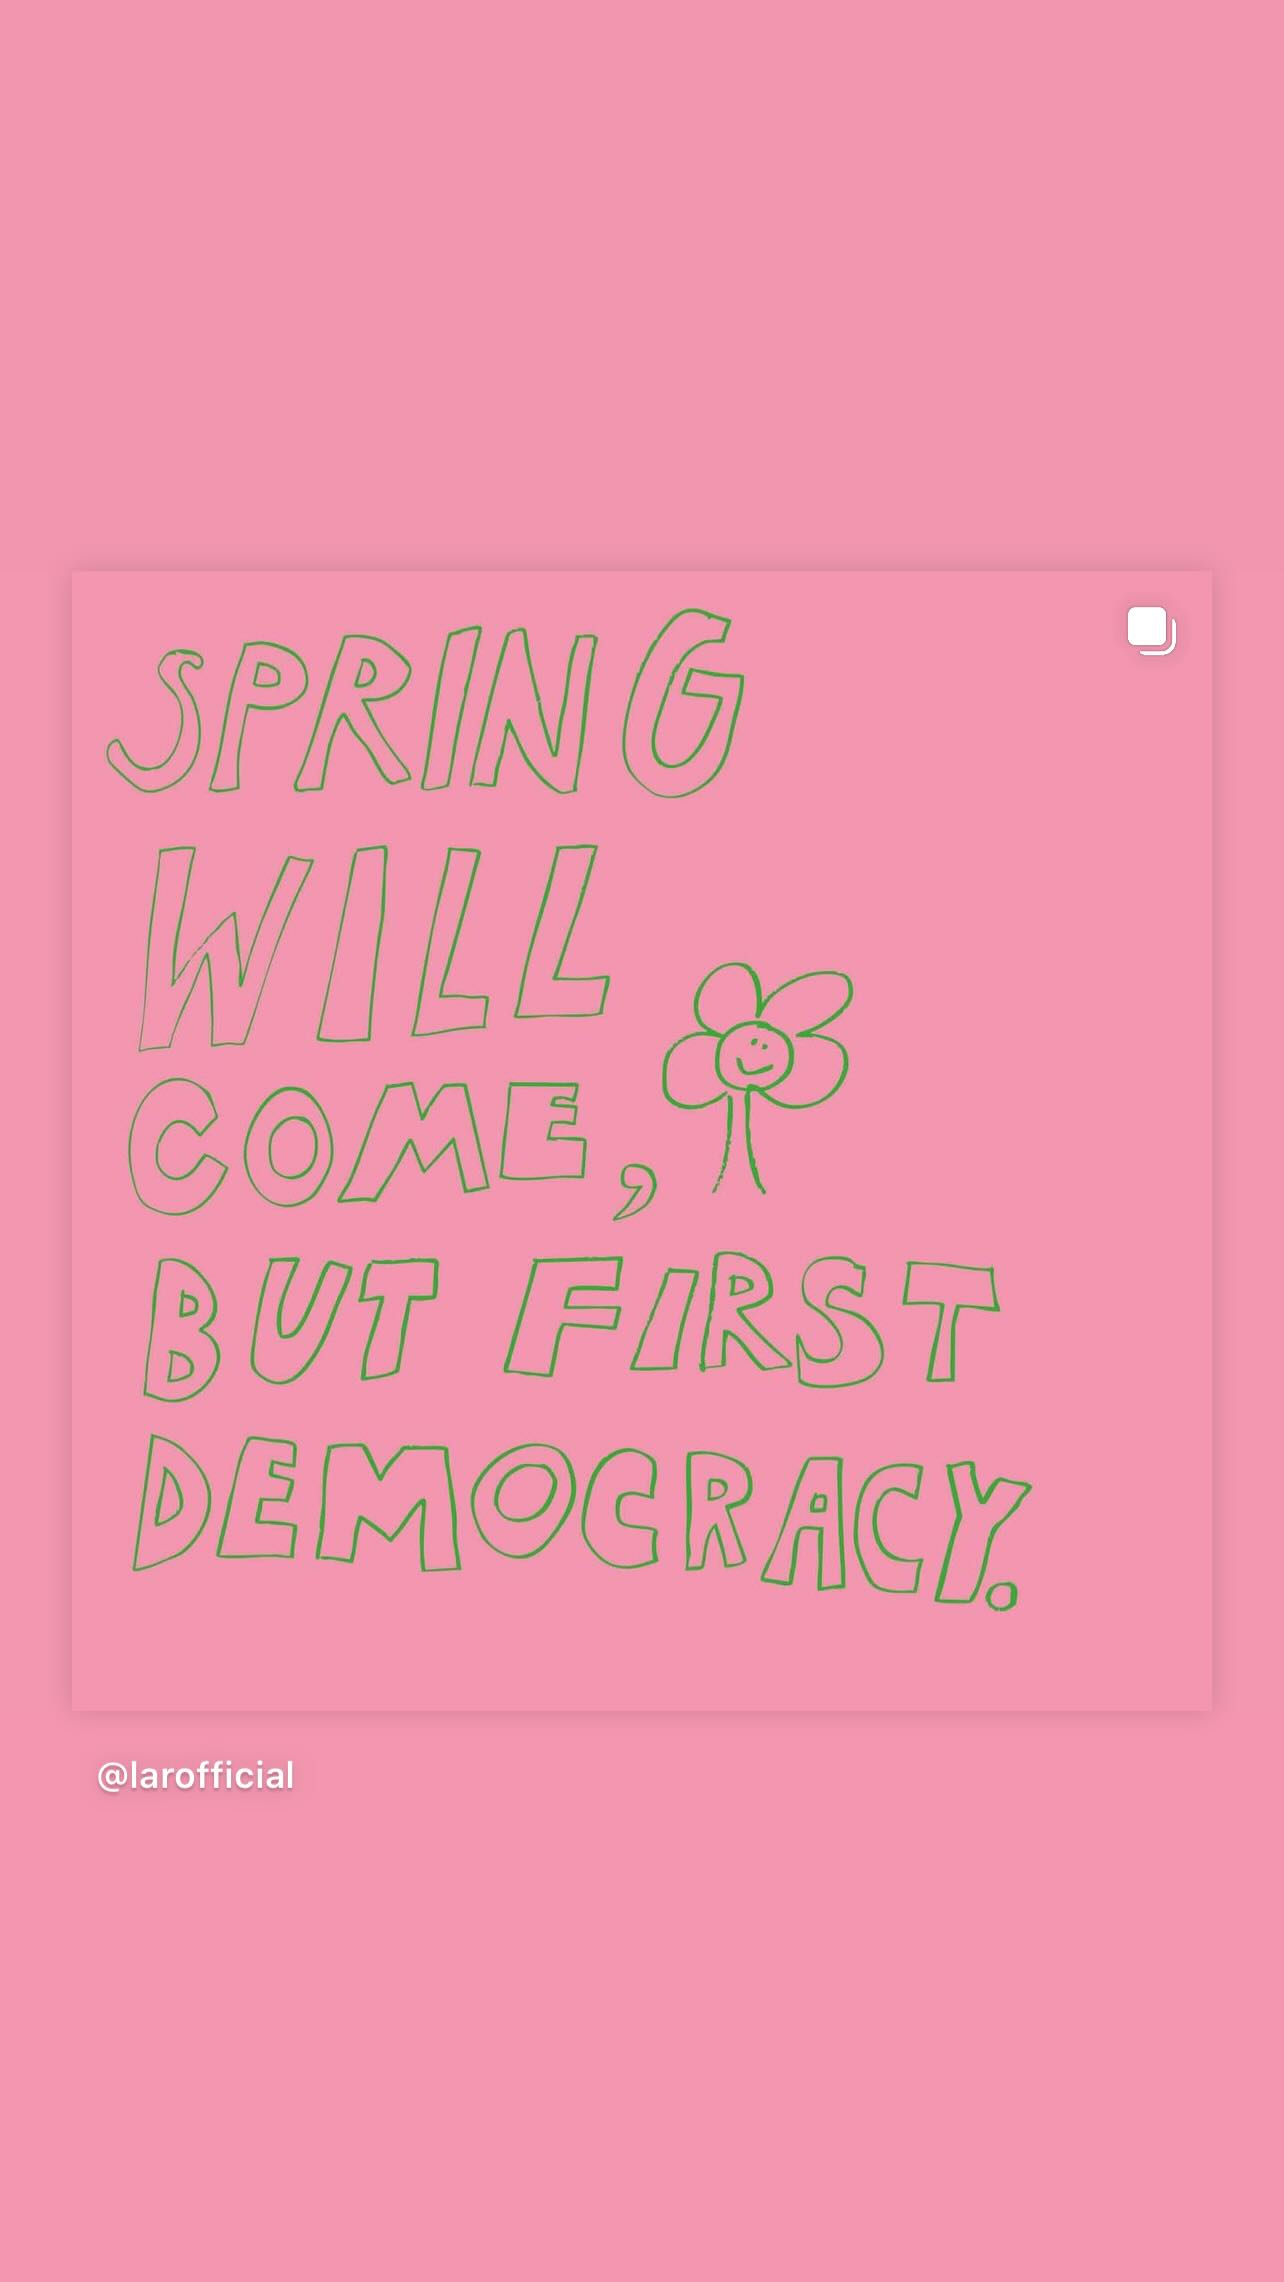 SPRING
WILL
COME,
BUT FIRST
DEMOCRACY.
@larofficial